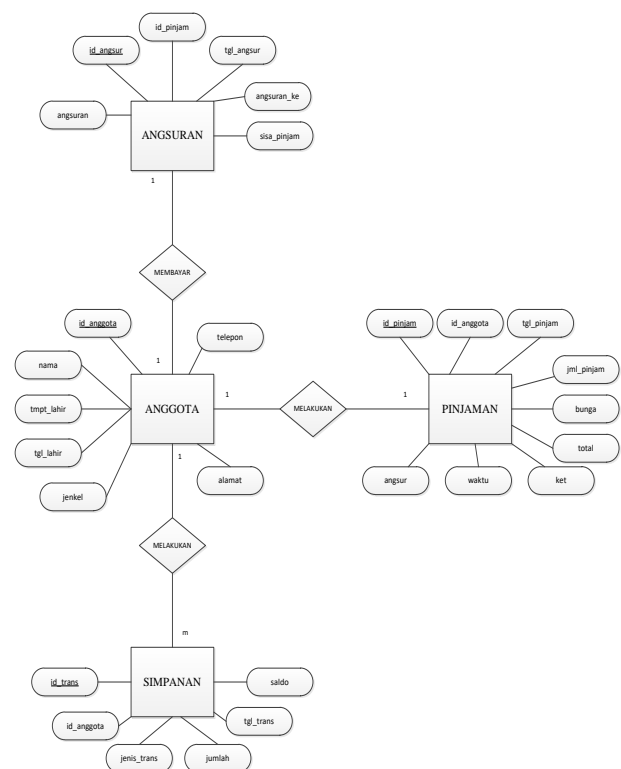 id_pinjam
id_angsur
tgl_angsur
angsuran_ke
angsuran
ANGSURAN
sisa_pinjam
1
MEMBAYAR
id_anggota
telepon
id_pinjam
id_anggota
tgl_pinjam
nama
1
jml_pinjam
tmpt_lahir
ANGGOTA
1
MELAKUKAN
1
PINJAMAN
bunga
tgl_lahir
1
total
jenkel
alamat
angsur
waktu
ket
MELAKUKAN
m
id_trans
SIMPANAN
saldo
id_anggota
tgl_trans
jenis_trans
jumlah